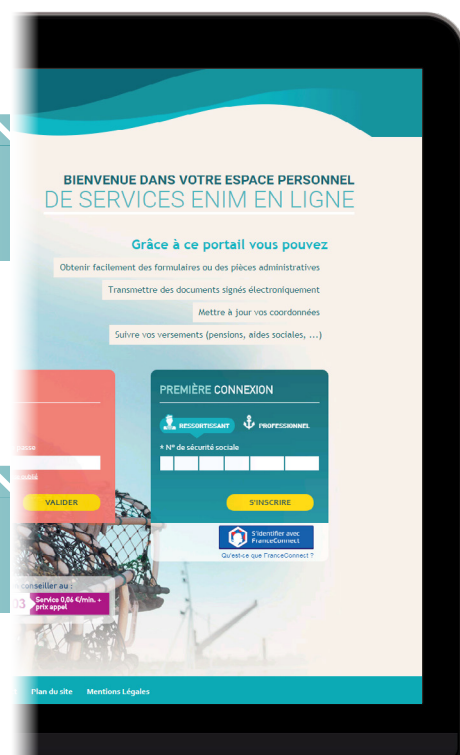 BIENVENUE DANS VOTRE ESPACE PERSONNEL
DE SERVICES ENIM EN LIGNE
Grâce à ce portail vous pouvez
Obtenir facilement des formulaires ou des pièces administratives
Transmettre des documents signés électroniquement
Mettre à jour vos coordonnées
Suivre vos versements (pensions, aides sociales, ...)
PREMIÈRE CONNEXION
RESSORTISSANT
PROFESSIONNEL
* N° de sécurité sociale
VALIDER
S'INSCRIRE
S'identifier avec
FranceConnect
Qu'est-ce que FranceConnect ?
conseiller au :
03
Service 0,06 €/min. +
prix appel
Plan du site
Mentions Légales